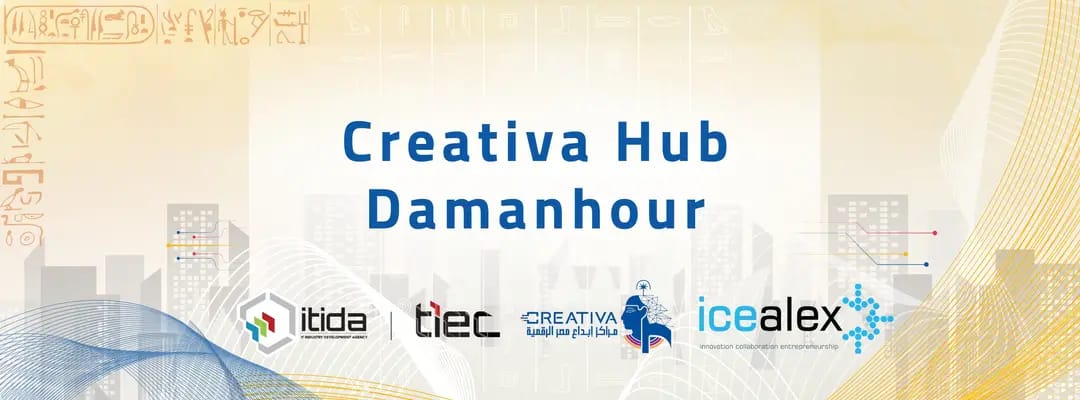 Creativa Hub
Damanhour
itida
IT INDUSTRY DEVELOPMENT AGENCY
tiec
CREATIVA
مراكز إبداع مصر الرقمية
icealex
innovation collaboration entrepreneurship